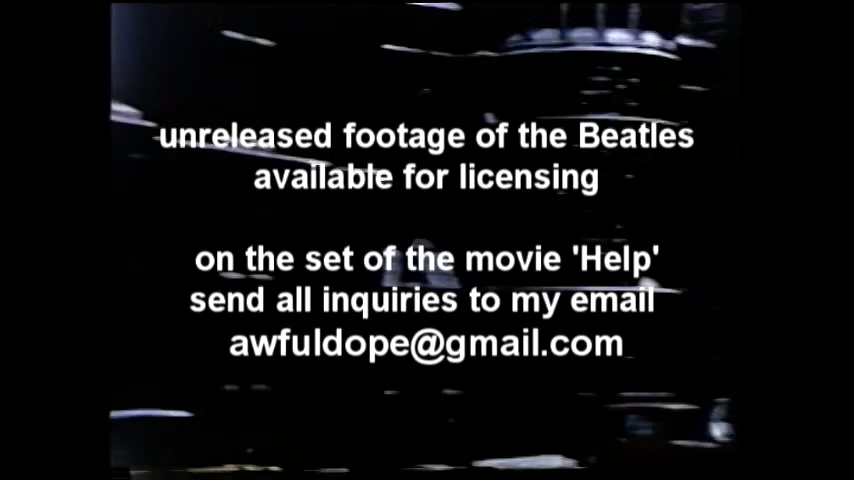 unreleased footage of the Beatles
available for licensing
on the set of the movie 'Help'
send all inquiries to my email
awfuldope@gmail.com